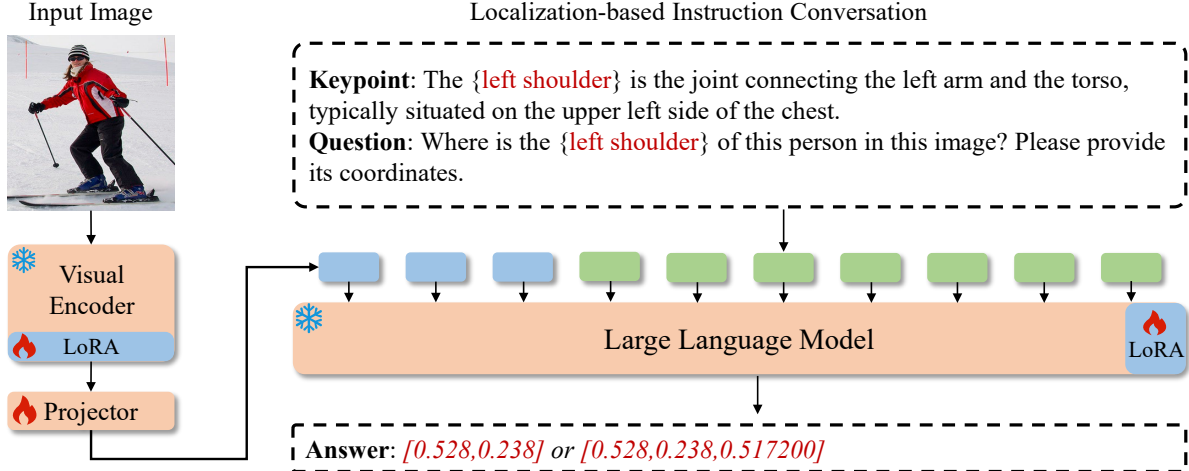 Input Image
Localization-based Instruction Conversation
Keypoint: The {left shoulder} is the joint connecting the left arm and the torso,
typically situated on the upper left side of the chest.
Question: Where is the {left shoulder} of this person in this image? Please provide
its coordinates.
Visual
Encoder
LoRA
Projector
Large Language Model
LoRA
Answer: [0.528,0.238] or [0.528,0.238,0.517200]